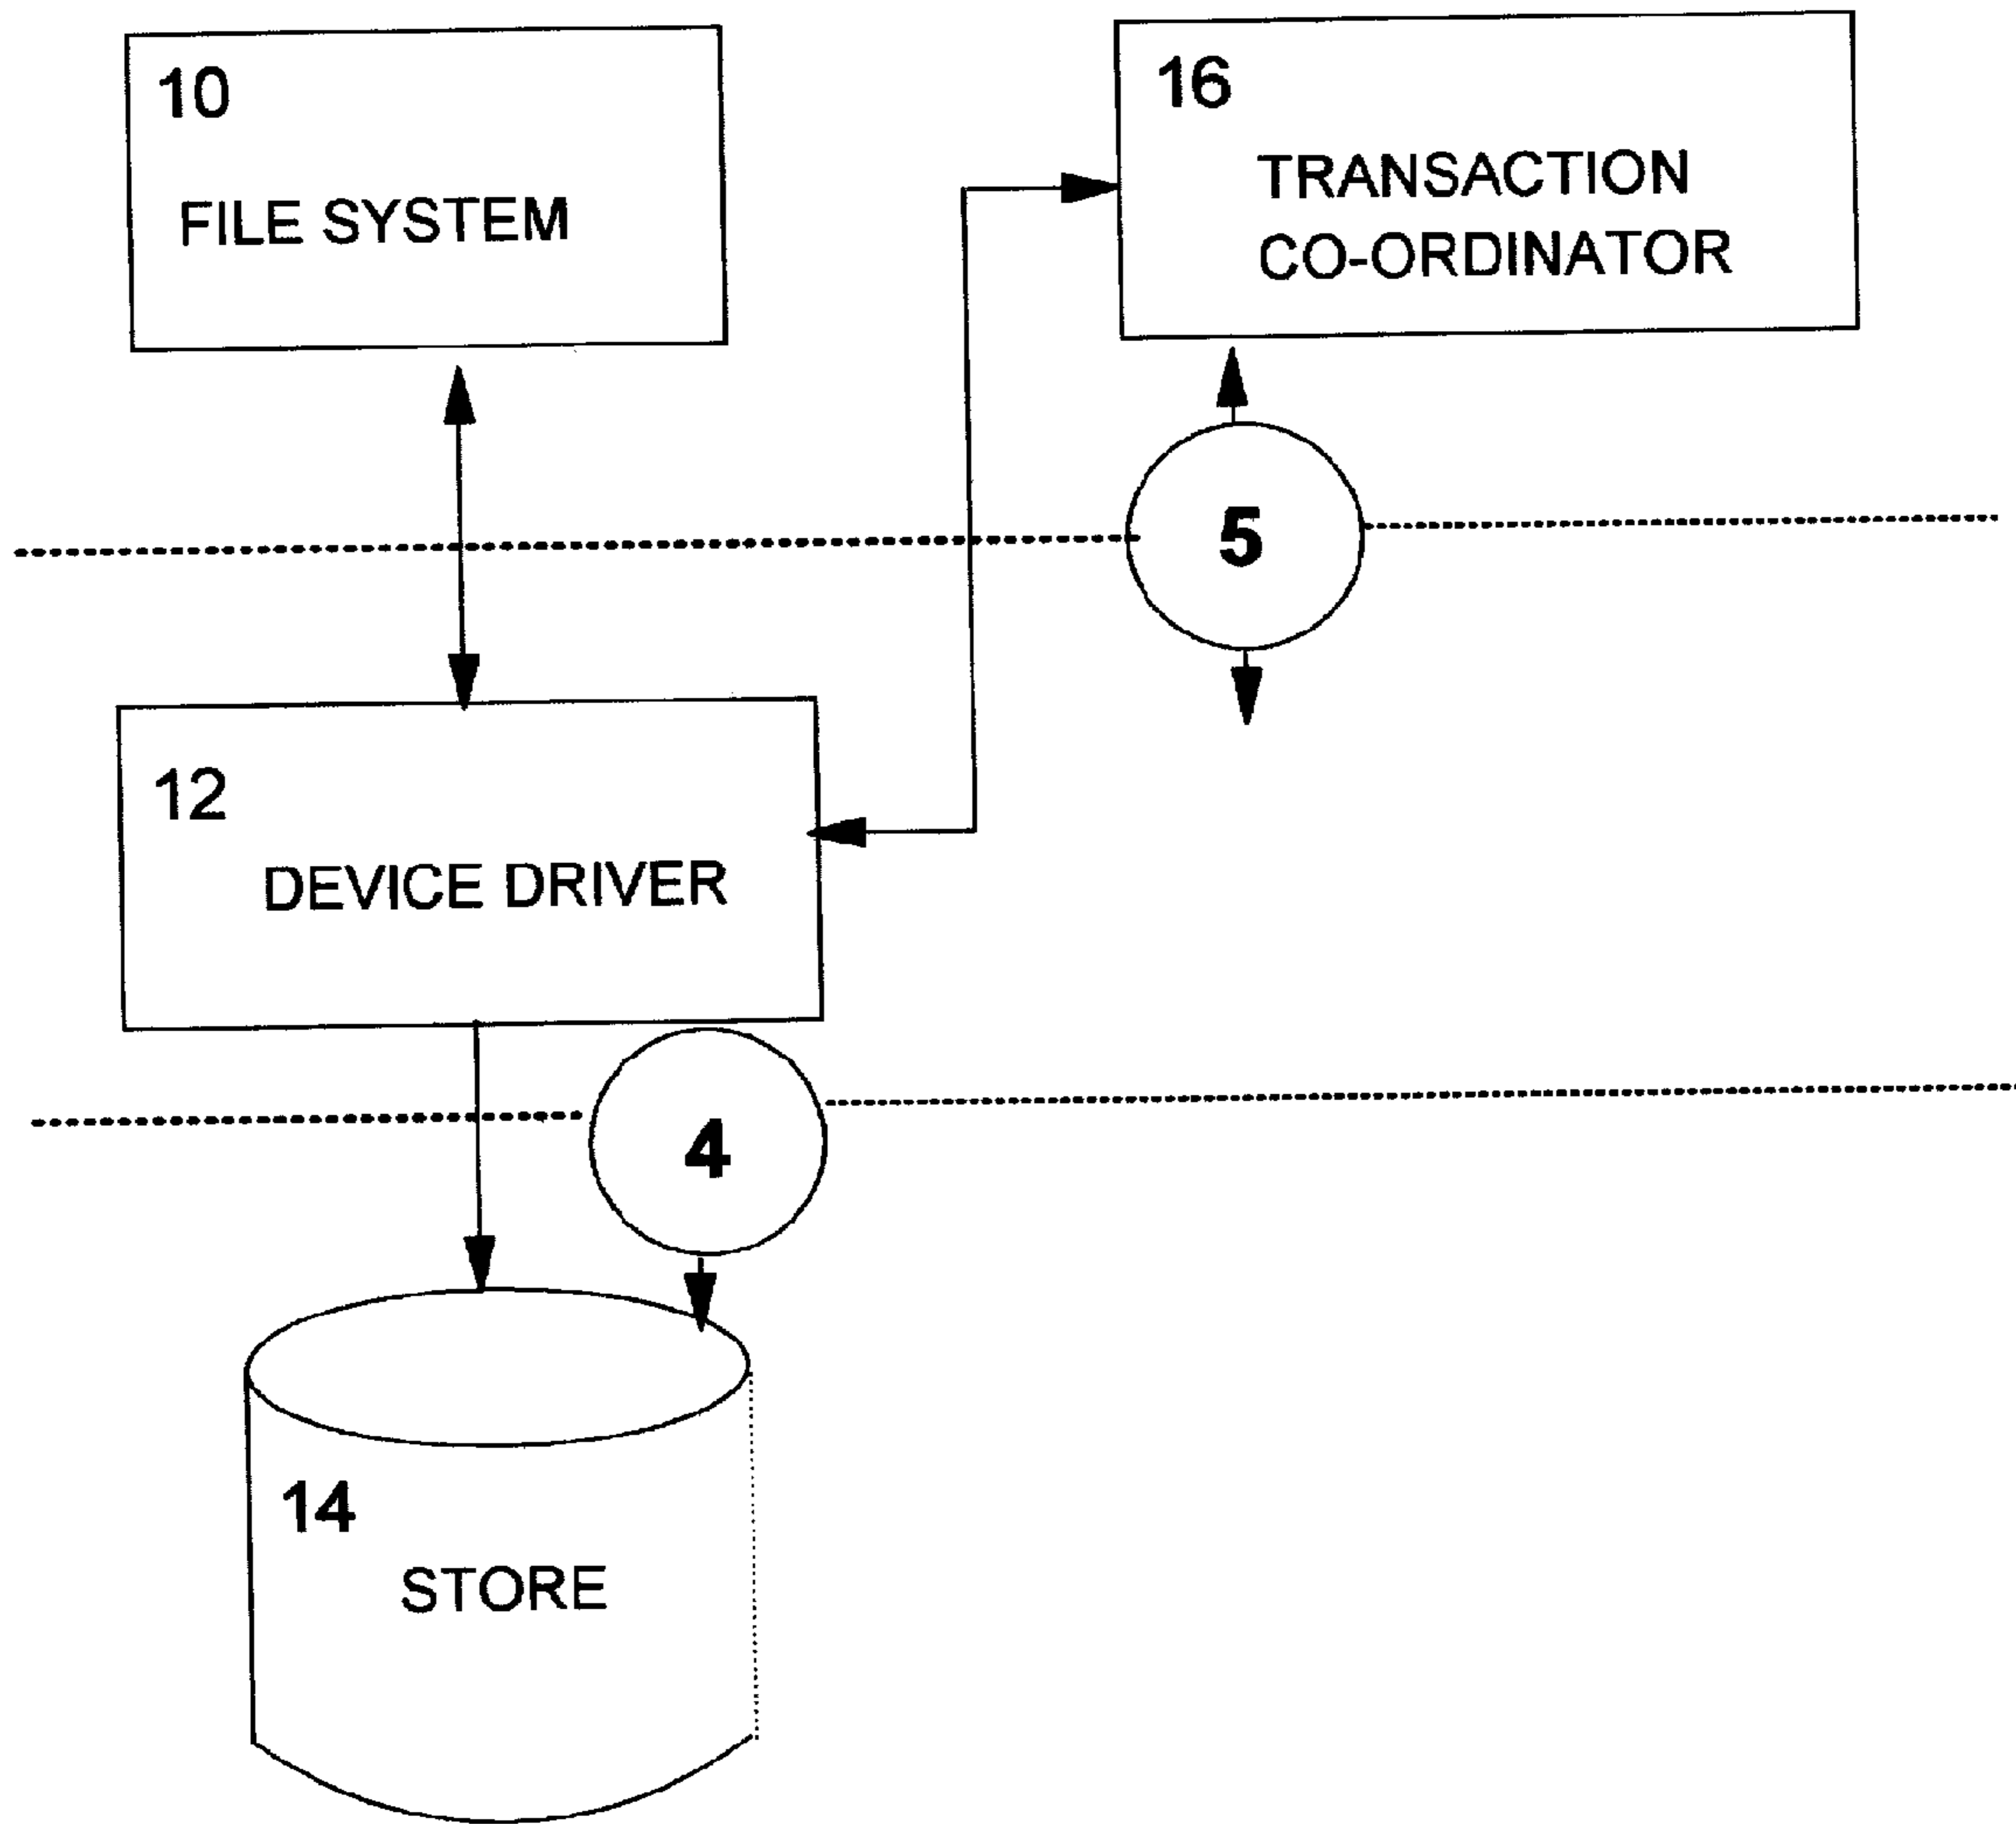 10
FILE SYSTEM
16
TRANSACTION
CO-ORDINATOR
5
12
DEVICE DRIVER
4
14
STORE